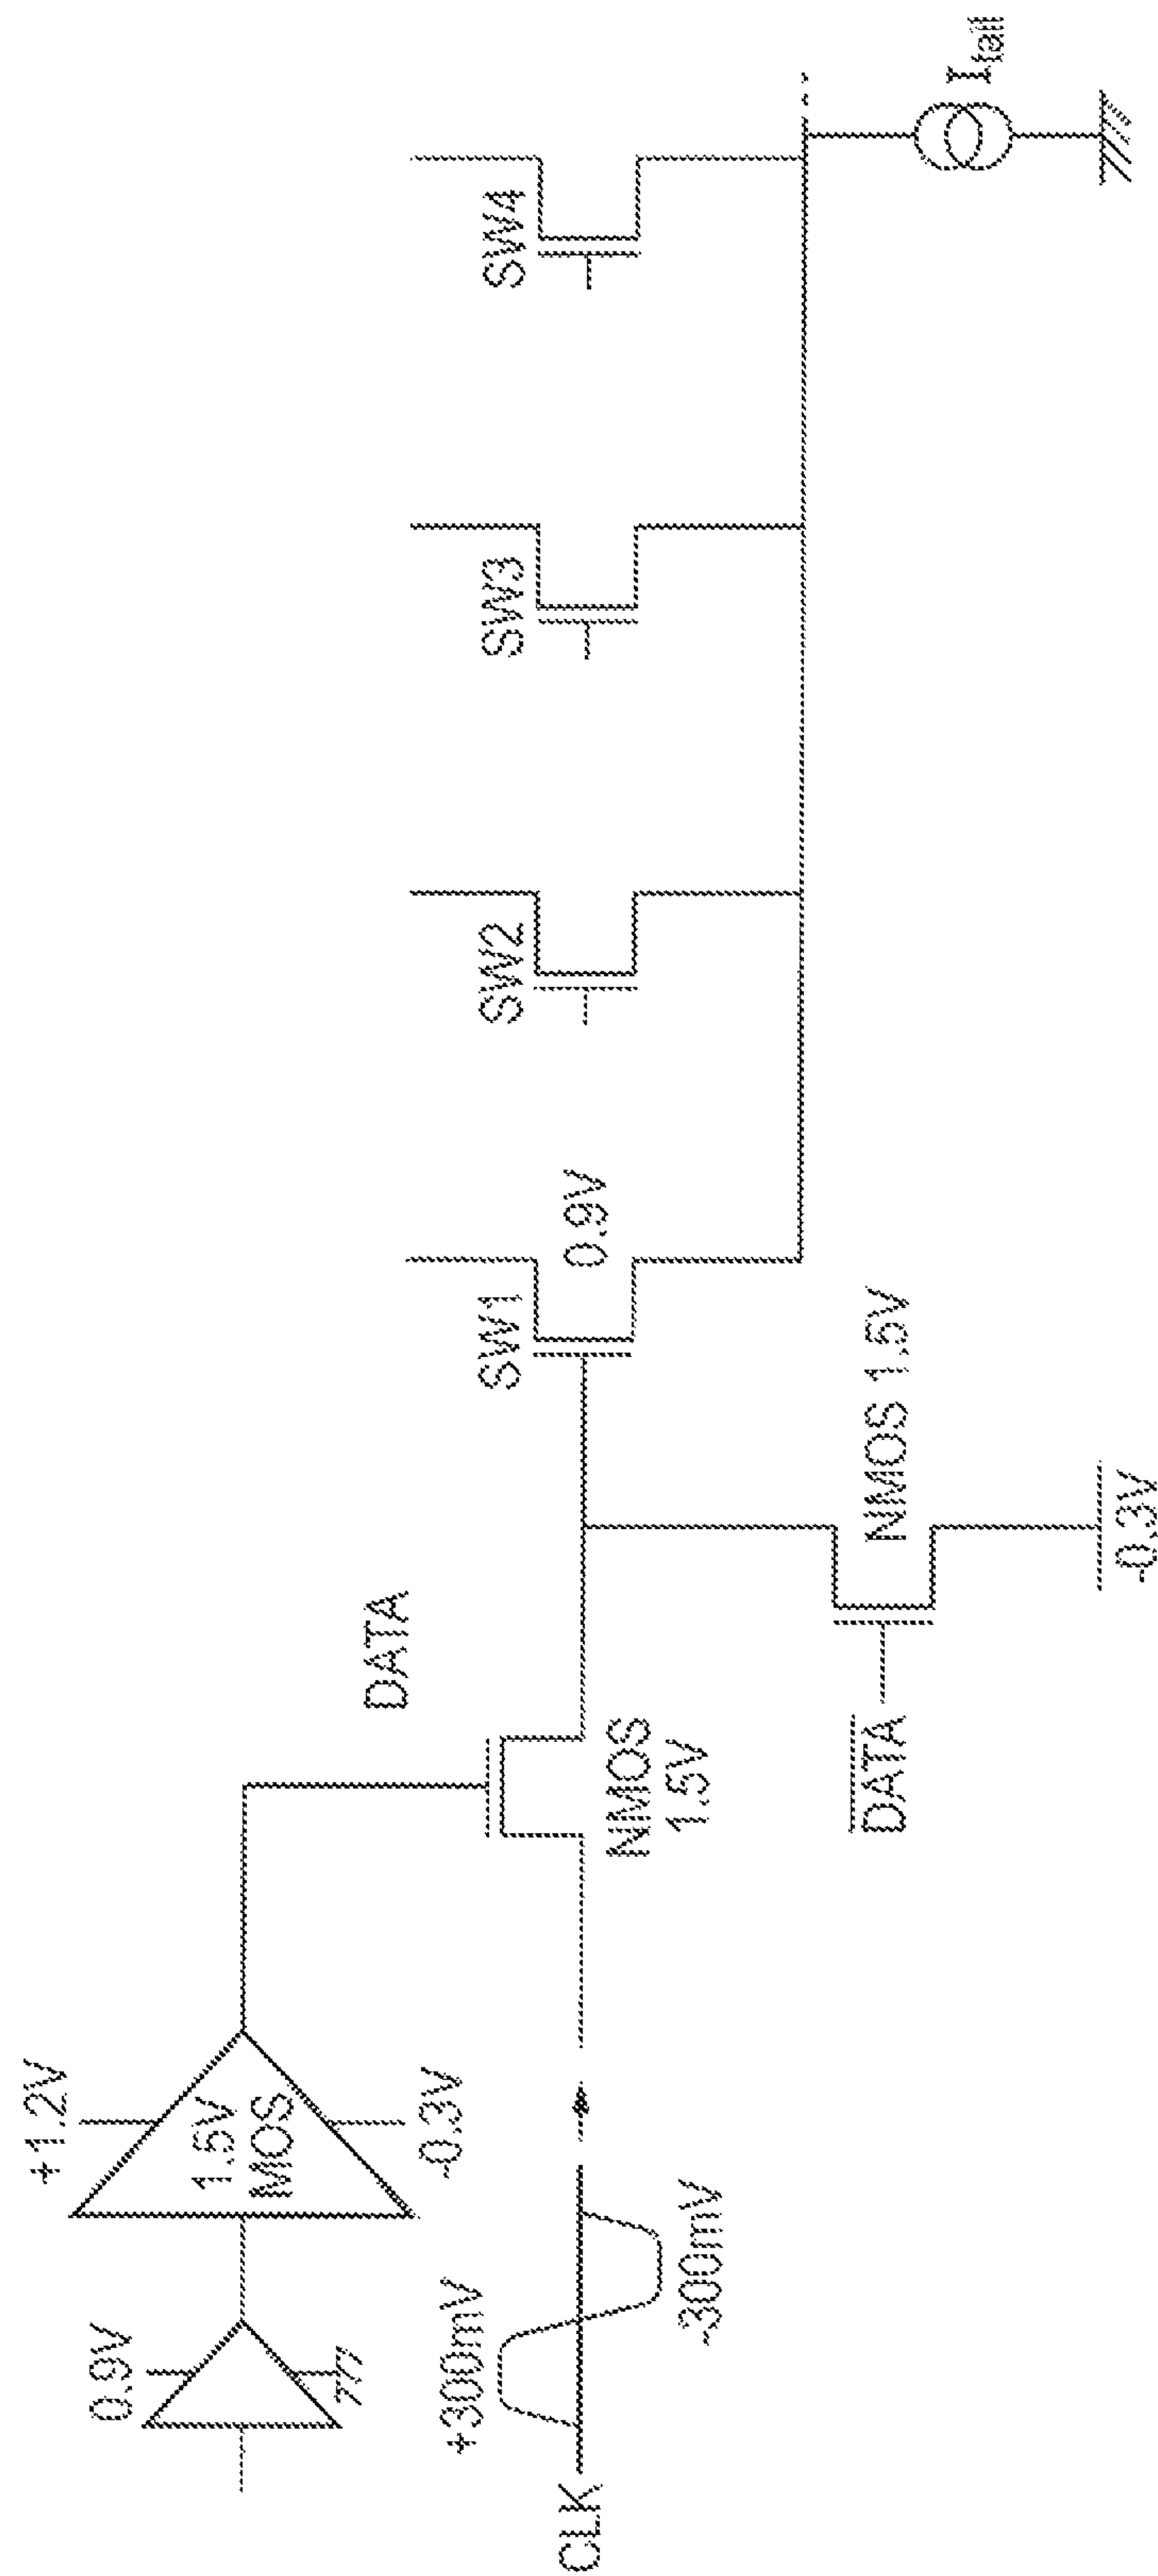 0.9V
+1.2V
1.5V
MOS
-0.3V
CLK
+300mV
-300mV
DATA
NMOS
1.5V
DATA
NMOS 1.5V
-0.3V
SW1
0.9V
SW2
SW3
SW4
Itail